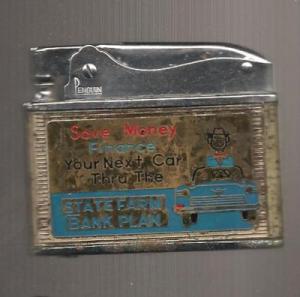 PENGUIN
Save Money
Finance
Your Next Car
Thru The
STATE FARM
BANK PLAN